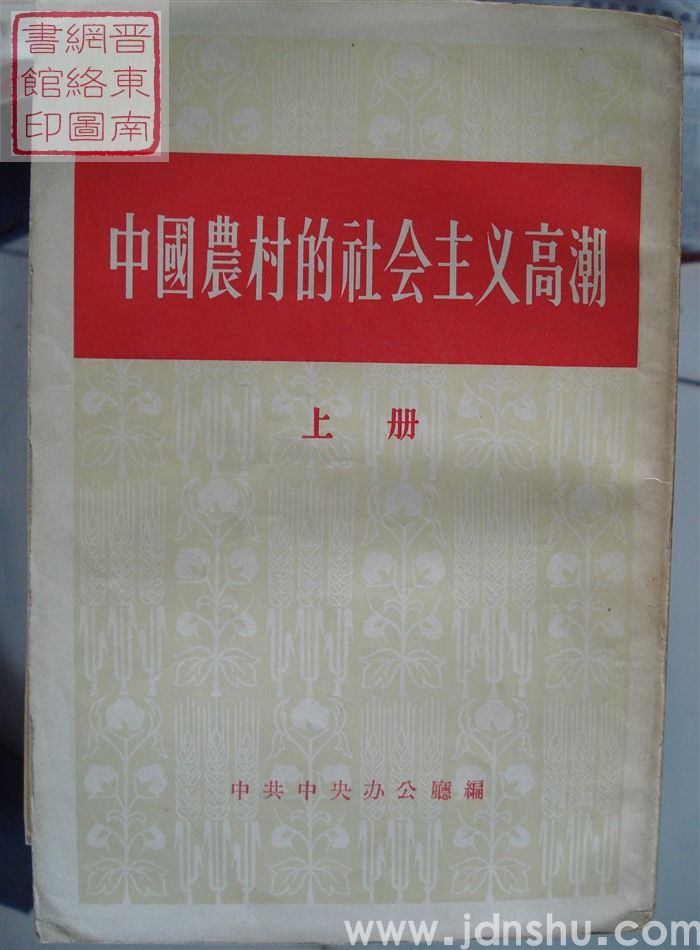 晋東南
網絡圖
書館印
中國農村的社会主义高潮
上册
中共中央办公廳編
www.jdnshu.com